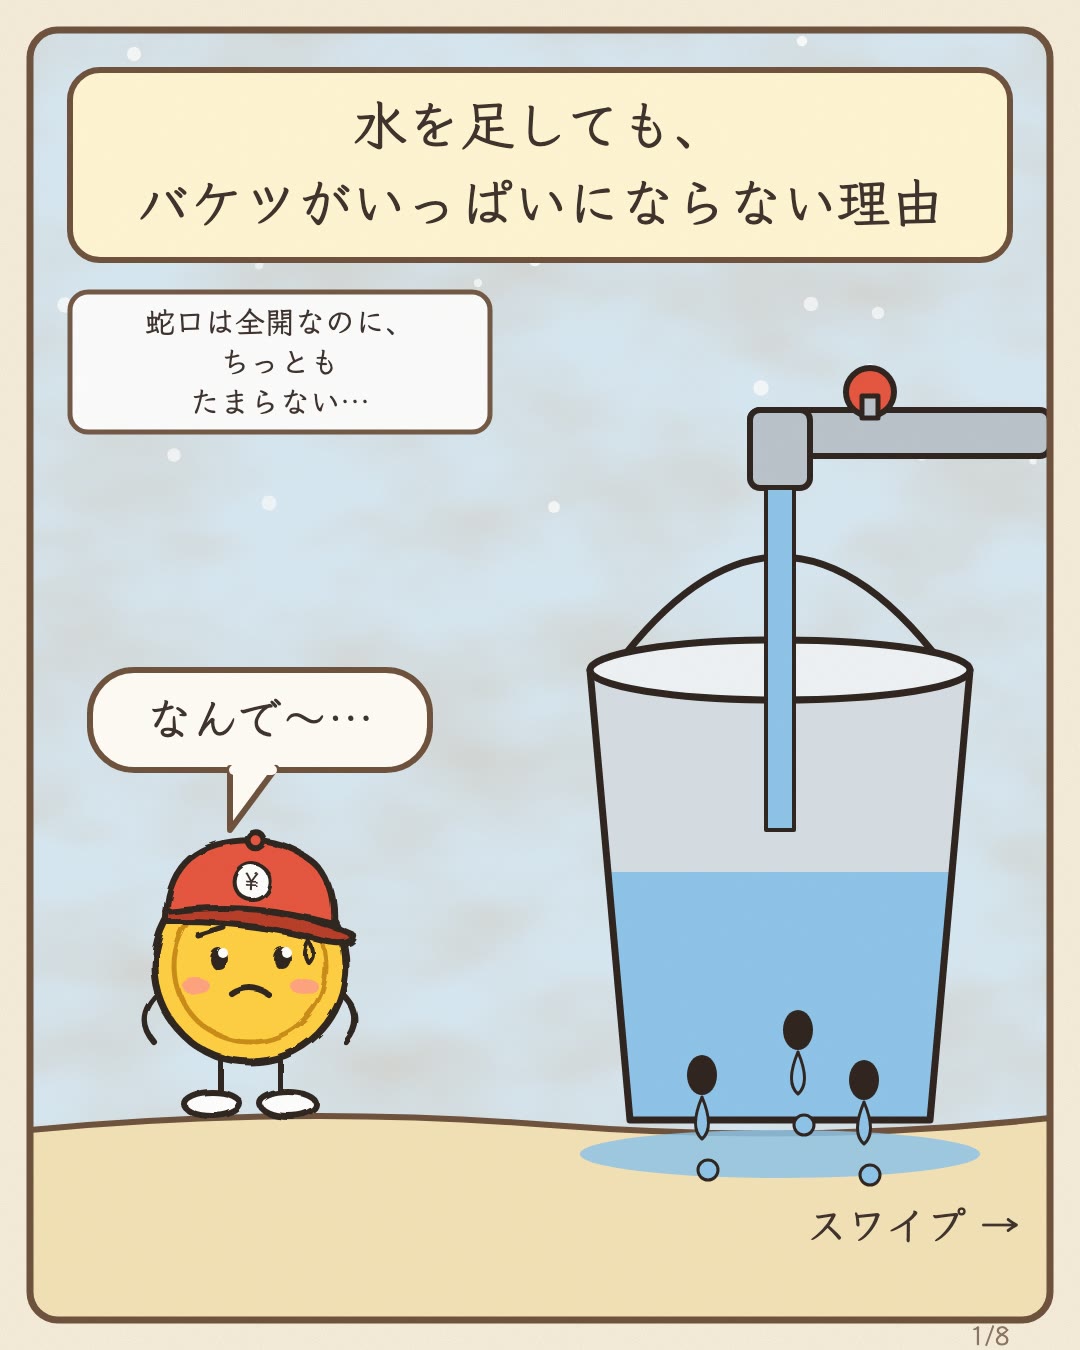 水を足しても、
バケツがいっぱいにならない理由
蛇口は全開なのに、
ちっとも
たまらない…
なんで～…
¥
スワイプ →
1/8